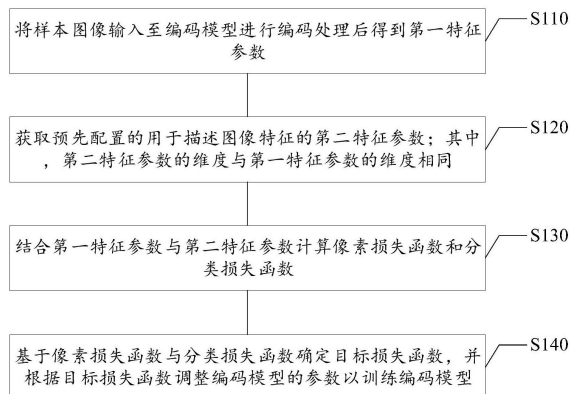 将样本图像输入至编码模型进行编码处理后得到第一特征
参数
S110
获取预先配置的用于描述图像特征的第二特征参数；其中
，第二特征参数的维度与第一特征参数的维度相同
S120
结合第一特征参数与第二特征参数计算像素损失函数和分
类损失函数
S130
基于像素损失函数与分类损失函数确定目标损失函数，并
根据目标损失函数调整编码模型的参数以训练编码模型
S140